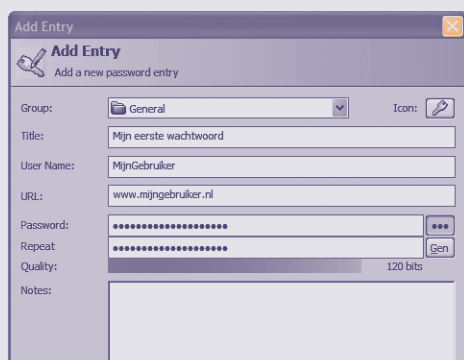 Add Entry
Add Entry
Add a new password entry
Group: General Icon:
Title: Mijn eerste wachtwoord
User Name: MijnGebruiker
URL: www.mijngebruiker.nl
Password: ●●●●●●●●●●●●●●●●●●●● ●●●
Repeat ●●●●●●●●●●●●●●●●●●●● Gen
Quality: 120 bits
Notes: